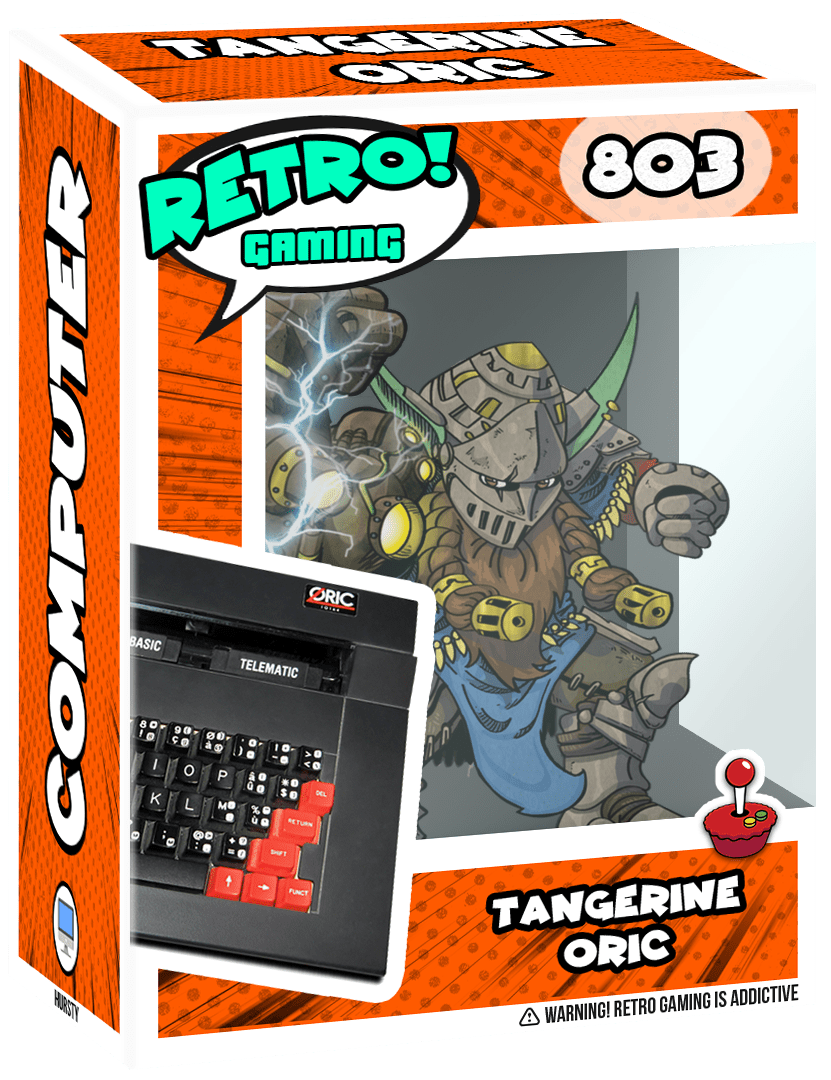 TANGERINE
ORIC
RETRO!
GAMING
803
COMPUTER
HURSTY
ORIC
BASIC
TELEMATIC
I O P
K L M
DEL
RETURN
SHIFT
FUNCT
TANGERINE
ORIC
WARNING! RETRO GAMING IS ADDICTIVE